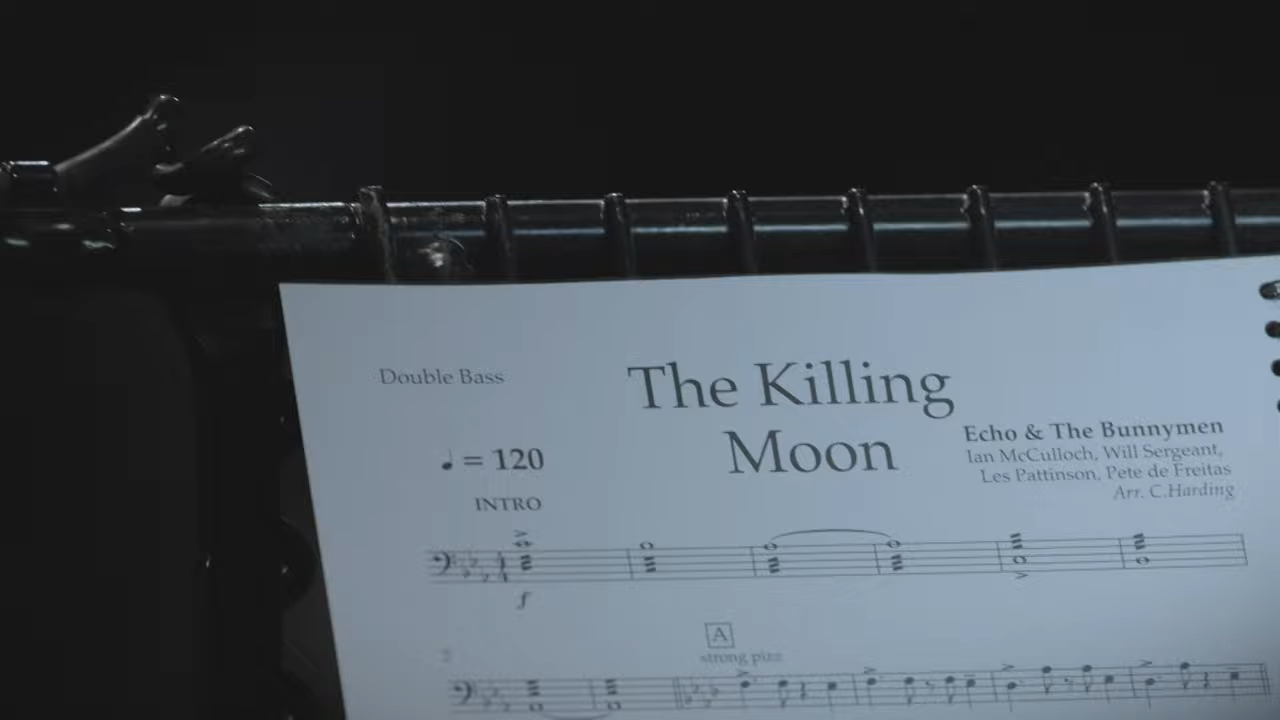 Double Bass
The Killing
Moon
Echo & The Bunnymen
Ian McCulloch, Will Sergeant,
Les Pattinson, Pete de Freitas
Arr. C.Harding
♩ = 120
INTRO
f
A
strong pizz